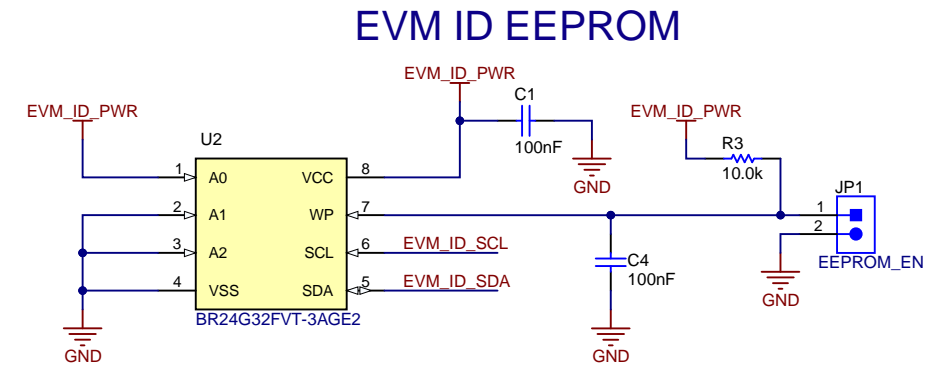 EVM ID EEPROM
EVM_ID_PWR
C1
100nF
GND
EVM_ID_PWR
EVM_ID_PWR
R3
10.0k
U2
1 A0 VCC 8
2 A1 WP 7
3 A2 SCL 6 EVM_ID_SCL
4 VSS SDA 5 EVM_ID_SDA
BR24G32FVT-3AGE2
GND
C4
100nF
GND
JP1
1
2
EEPROM_EN
GND